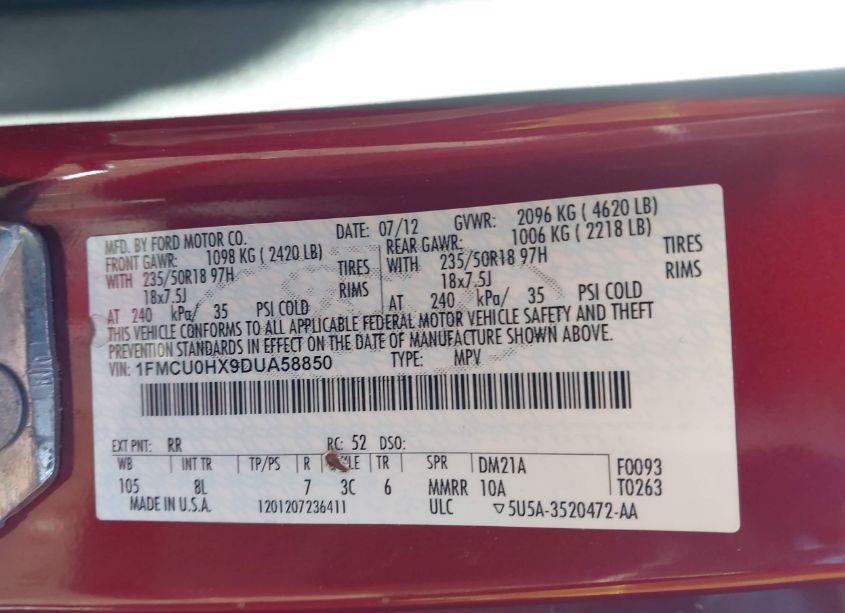 MFD. BY FORD MOTOR CO. DATE: 07/12 GVWR: 2096 KG ( 4620 LB)
FRONT GAWR: 1098 KG ( 2420 LB) REAR GAWR: 1006 KG ( 2218 LB)
WITH 235/50R18 97H TIRES WITH 235/50R18 97H TIRES
18x7.5J RIMS 18x7.5J RIMS
AT 240 kPa/ 35 PSI COLD AT 240 kPa/ 35 PSI COLD
THIS VEHICLE CONFORMS TO ALL APPLICABLE FEDERAL MOTOR VEHICLE SAFETY AND THEFT
PREVENTION STANDARDS IN EFFECT ON THE DATE OF MANUFACTURE SHOWN ABOVE.
VIN: 1FMCU0HX9DUA58850 TYPE: MPV
EXT PNT: RR RC: 52 DSO:
WB INT TR TP/PS R LE TR SPR DM21A F0093
105 8L 7 3C 6 MMRR 10A T0263
MADE IN U.S.A. 1201207236411 ULC ▽5U5A-3520472-AA